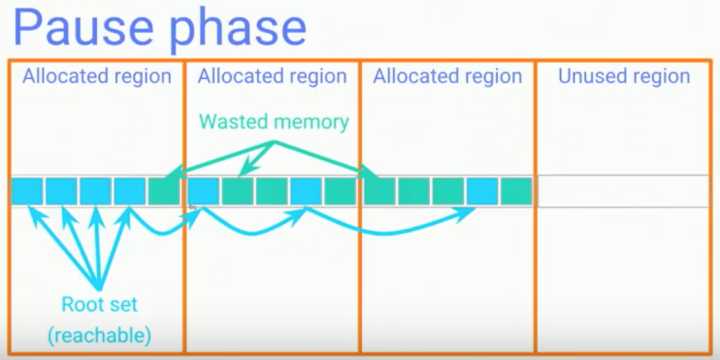 Pause phase
Allocated region
Allocated region
Allocated region
Unused region
Wasted memory
Root set
(reachable)